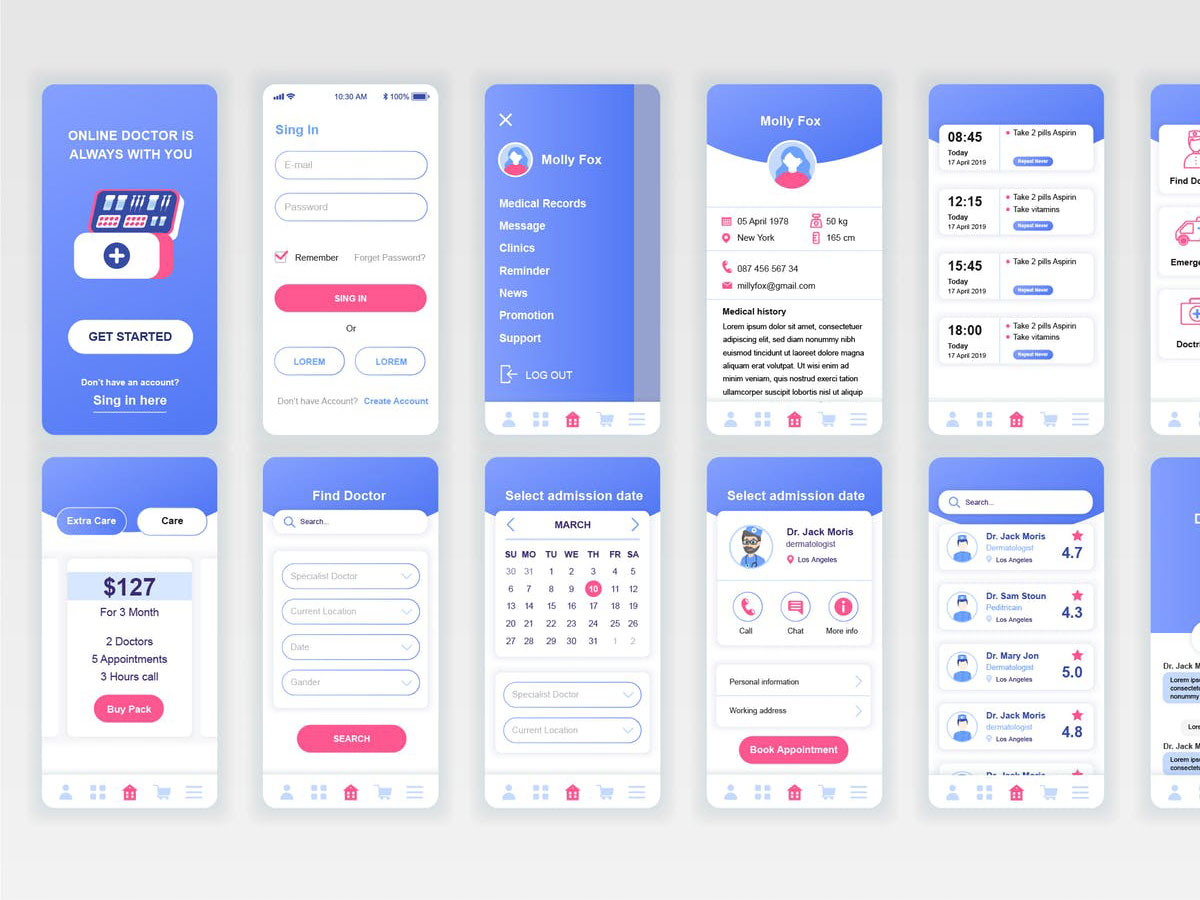 ONLINE DOCTOR IS
ALWAYS WITH YOU
GET STARTED
Don't have an account?
Sing in here
10:30 AM
100%
Sing In
E-mail
Password
Remember
Forget Password?
SING IN
Or
LOREM
LOREM
Don't have Account? Create Account
Molly Fox
Medical Records
Message
Clinics
Reminder
News
Promotion
Support
LOG OUT
Molly Fox
05 April 1978
50 kg
New York
165 cm
087 456 567 34
millyfox@gmail.com
Medical history
Lorem ipsum dolor sit amet, consectetuer
adipiscing elit, sed diam nonummy nibh
euismod tincidunt ut laoreet dolore magna
aliquam erat volutpat. Ut wisi enim ad
minim veniam, quis nostrud exerci tation
ullamcorper suscipit lobortis nisl ut aliquip
08:45
Today
17 April 2019
Take 2 pills Aspirin
Repeat Never
12:15
Today
17 April 2019
Take 2 pills Aspirin
Take vitamins
Repeat Never
15:45
Today
17 April 2019
Take 2 pills Aspirin
Repeat Never
18:00
Today
17 April 2019
Take 2 pills Aspirin
Take vitamins
Repeat Never
Find Do
Emerge
Doctri
Extra Care
Care
$127
For 3 Month
2 Doctors
5 Appointments
3 Hours call
Buy Pack
Find Doctor
Search...
Specialist Doctor
Current Location
Date
Gander
SEARCH
Select admission date
MARCH
SU MO TU WE TH FR SA
30 31 1 2 3 4 5
6 7 8 9 10 11 12
13 14 15 16 17 18 19
20 21 22 23 24 25 26
27 28 29 30 31 1 2
Specialist Doctor
Current Location
Select admission date
Dr. Jack Moris
dermatologist
Los Angeles
Call
Chat
More info
Personal information
Working address
Book Appointment
Search...
Dr. Jack Moris
Dermatologist
Los Angeles
4.7
Dr. Sam Stoun
Peditricain
Los Angeles
4.3
Dr. Mary Jon
Dermatologist
Los Angeles
5.0
Dr. Jack Moris
dermatologist
Los Angeles
4.8
Dr. Jack Moris
D
Dr. Jack M
Lorem ips
consectetu
nonummy
Lore
Dr. Jack M
Lorem ips
consectetu